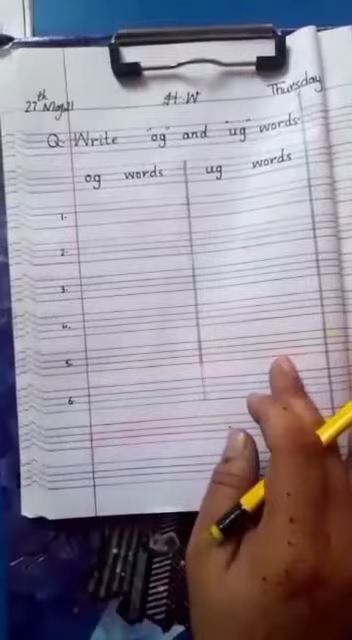 27th May 21 H.W Thursday
Q. Write "og" and "ug" words.
og words ug words
1.
2.
3.
4.
5.
6.